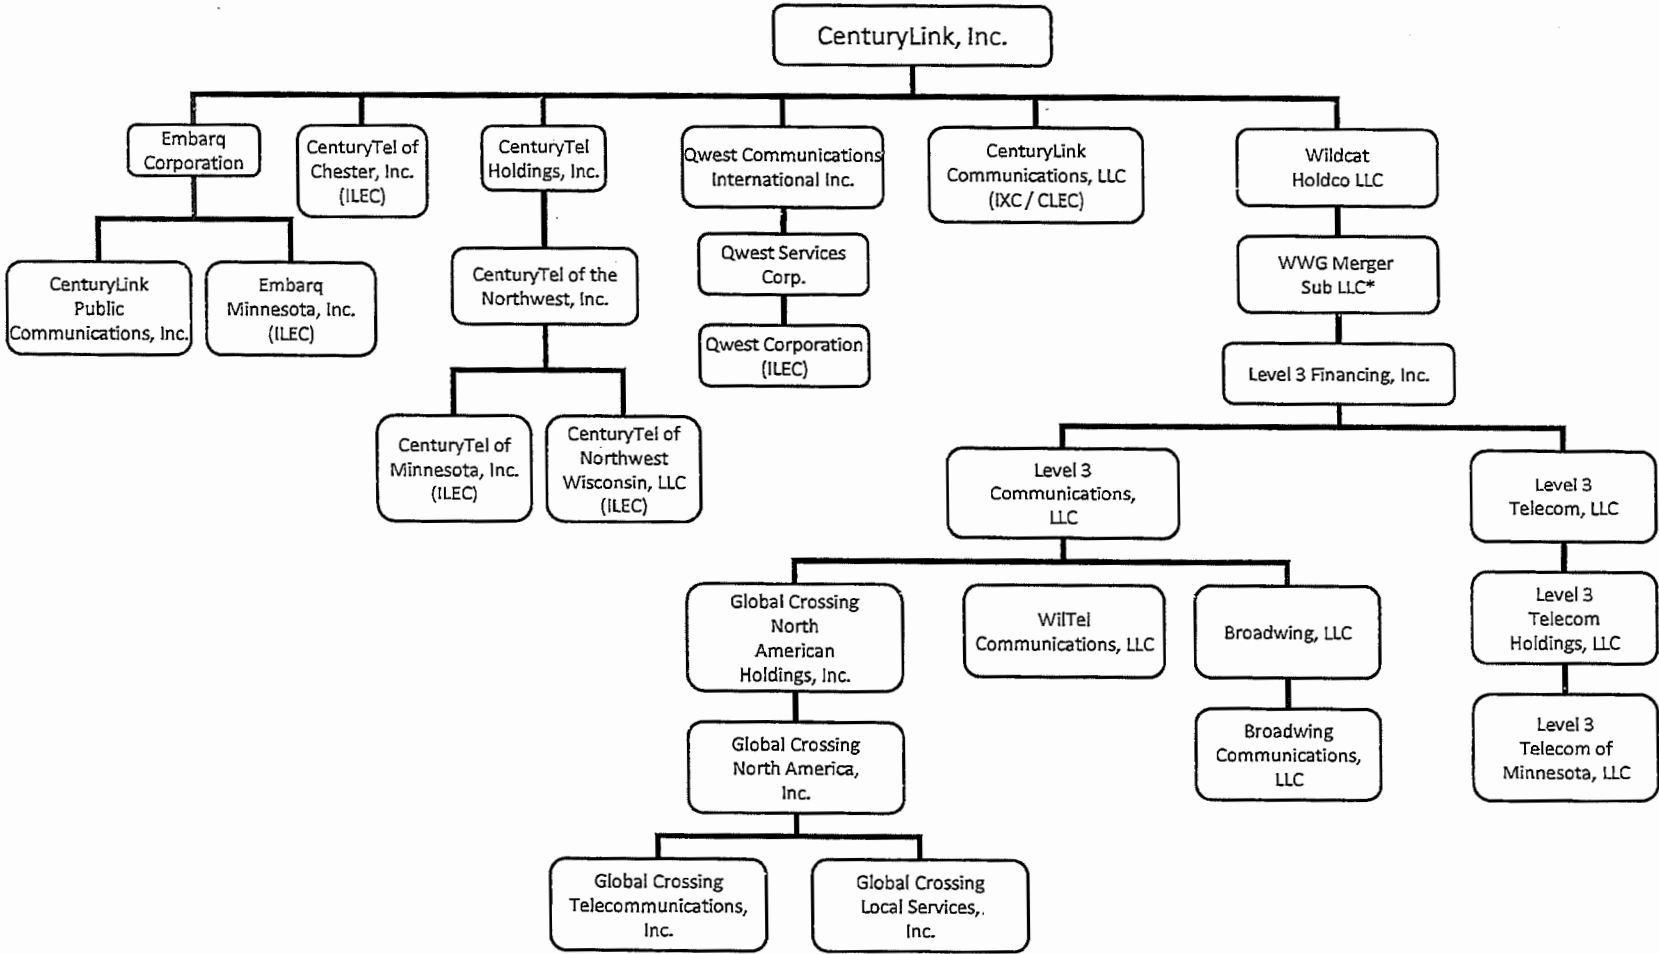 CenturyLink, Inc.
Embarq
Corporation
CenturyTel of
Chester, Inc.
(ILEC)
CenturyTel
Holdings, Inc.
Qwest Communications
International Inc.
CenturyLink
Communications, LLC
(IXC / CLEC)
Wildcat
Holdco LLC
CenturyLink
Public
Communications, Inc.
Embarq
Minnesota, Inc.
(ILEC)
CenturyTel of the
Northwest, Inc.
Qwest Services
Corp.
WWG Merger
Sub LLC*
Qwest Corporation
(ILEC)
Level 3 Financing, Inc.
CenturyTel of
Minnesota, Inc.
(ILEC)
CenturyTel of
Northwest
Wisconsin, LLC
(ILEC)
Level 3
Communications,
LLC
Level 3
Telecom, LLC
Global Crossing
North
American
Holdings, Inc.
WilTel
Communications, LLC
Broadwing, LLC
Level 3
Telecom
Holdings, LLC
Global Crossing
North America,
Inc.
Broadwing
Communications,
LLC
Level 3
Telecom of
Minnesota, LLC
Global Crossing
Telecommunications,
Inc.
Global Crossing
Local Services,.
Inc.